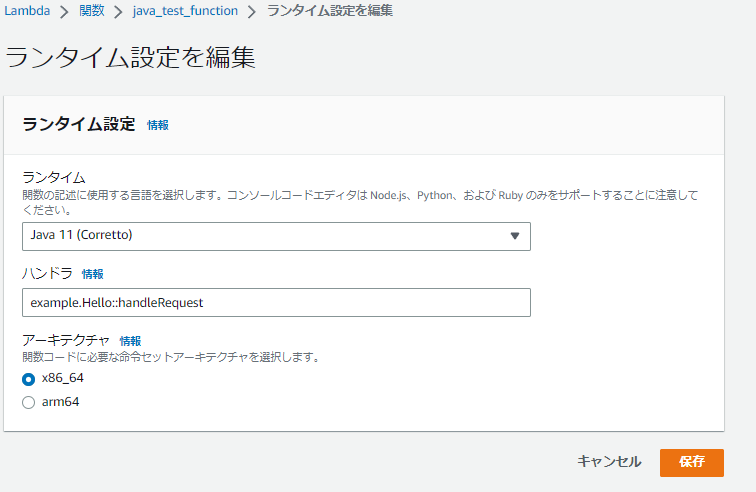 Lambda > 関数 > java_test_function > ランタイム設定を編集
ランタイム設定を編集
ランタイム設定 情報
ランタイム
関数の記述に使用する言語を選択します。コンソールコードエディタは Node.js、Python、および Ruby のみをサポートすることに注意して
ください。
Java 11 (Corretto)
ハンドラ 情報
example.Hello::handleRequest
アーキテクチャ 情報
関数コードに必要な命令セットアーキテクチャを選択します。
x86_64
arm64
キャンセル 保存